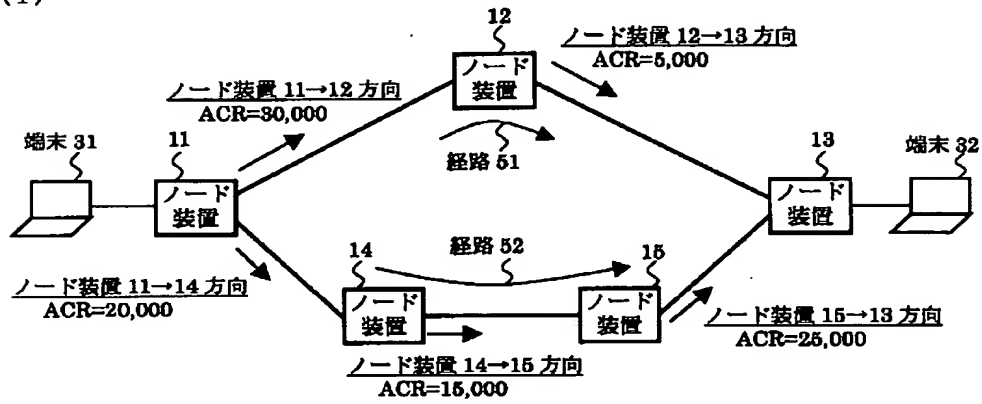 (1)
12
ノード
装置
ノード装置 12→13 方向
ACR=5,000
ノード装置 11→12 方向
ACR=30,000
経路 51
端末 31
11
ノード
装置
13
ノード
装置
端末 32
ノード装置 11→14 方向
ACR=20,000
14
ノード
装置
経路 52
15
ノード
装置
ノード装置 15→13 方向
ACR=25,000
ノード装置 14→15 方向
ACR=15,000